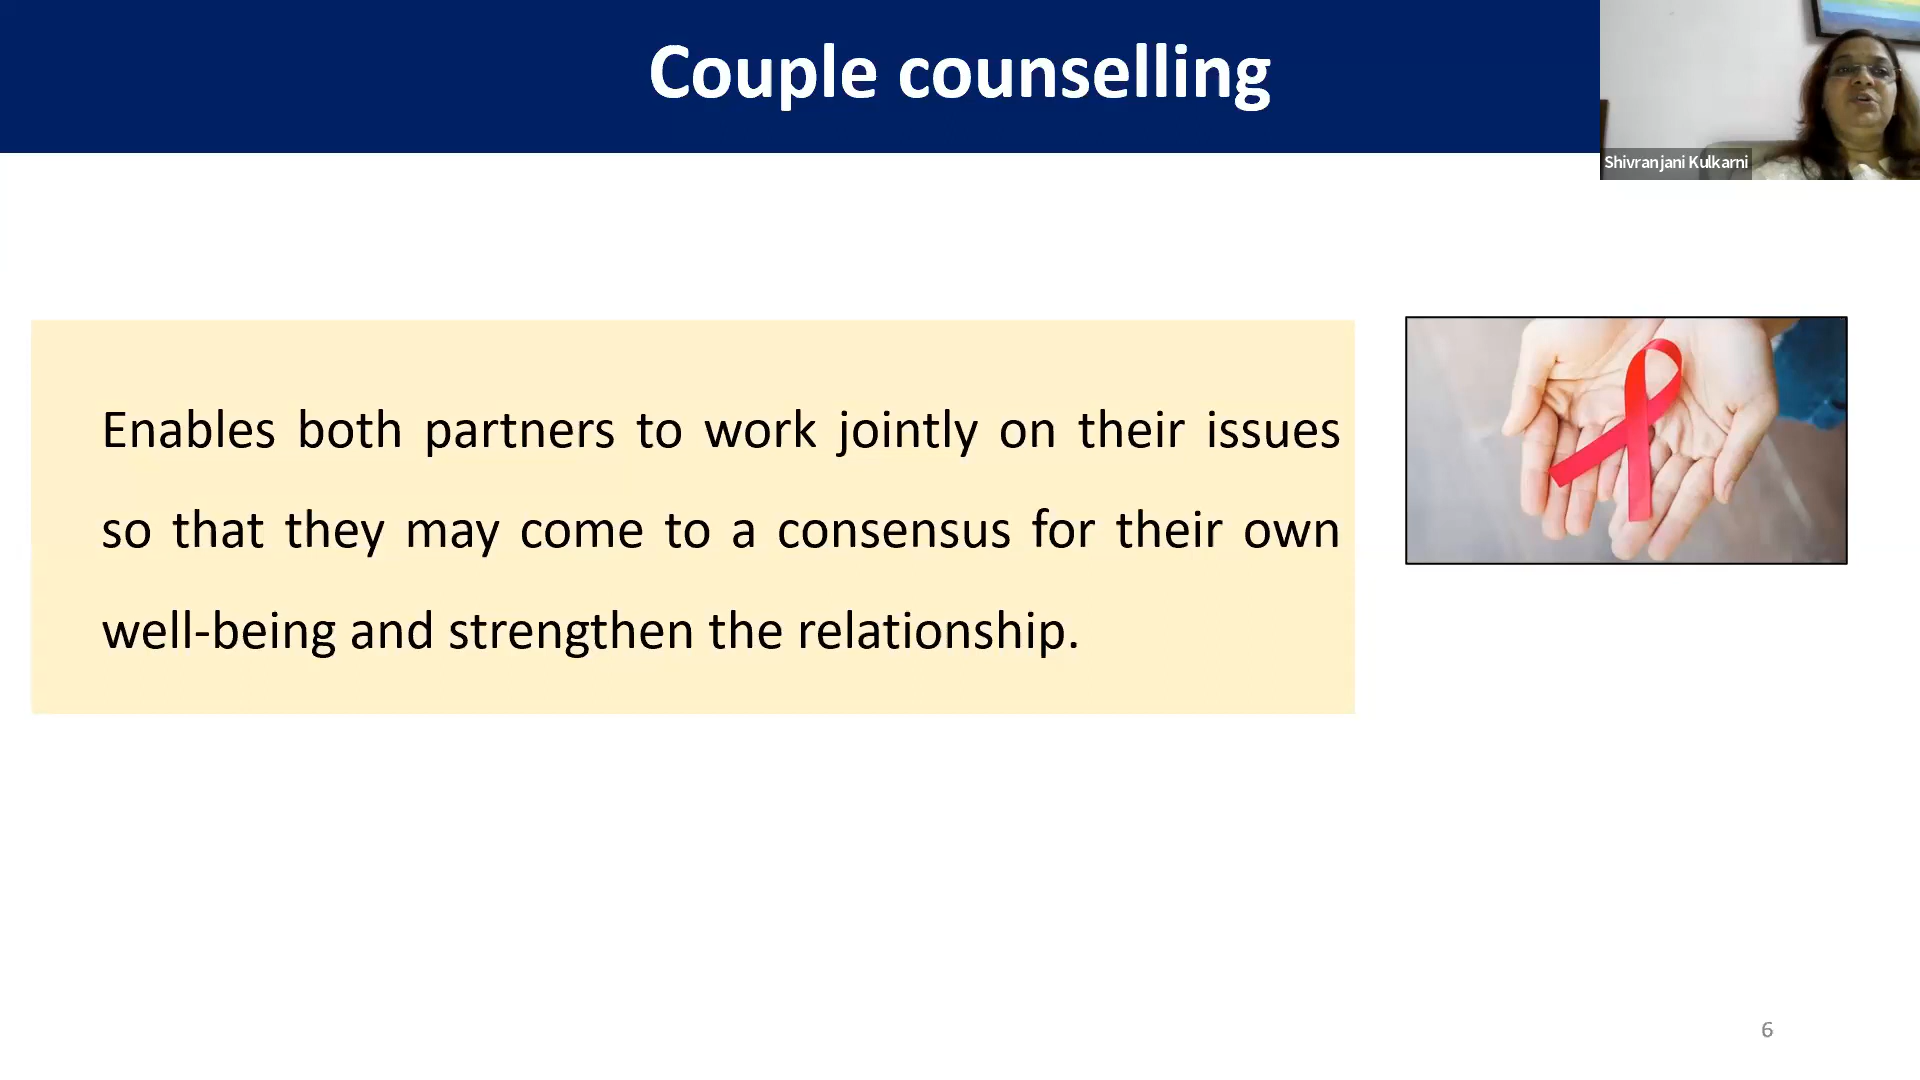 Couple counselling
Shivranjani Kulkarni
Enables both partners to work jointly on their issues
so that they may come to a consensus for their own
well-being and strengthen the relationship.
6